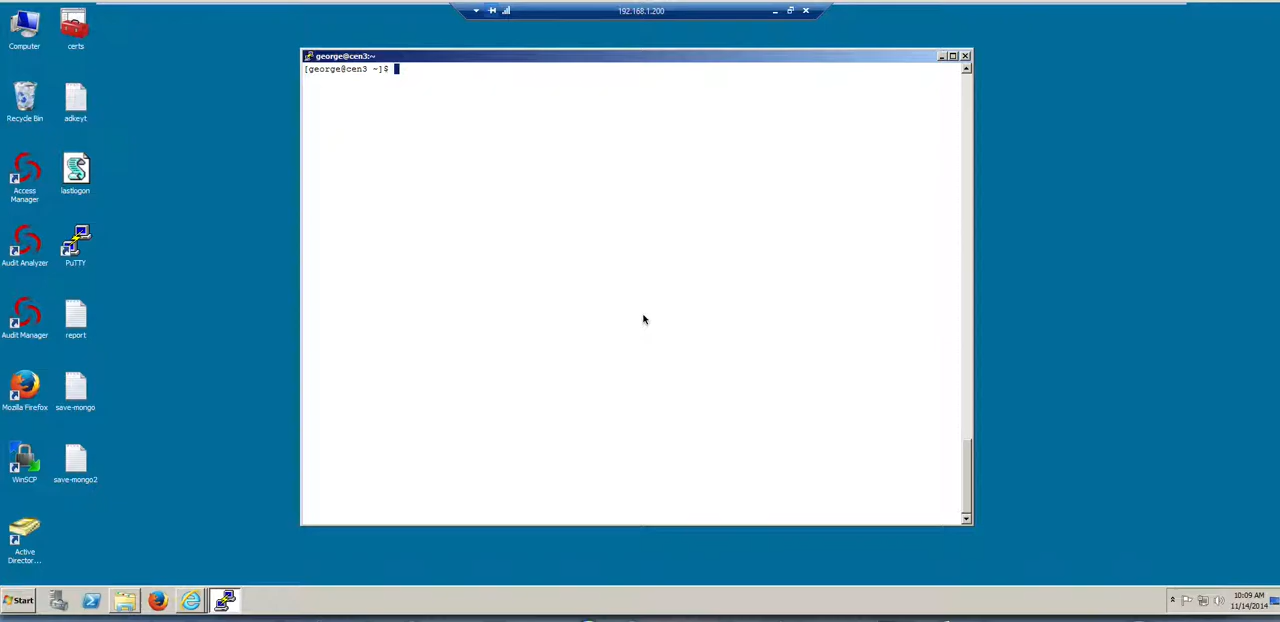 192.168.1.200
Computer
certs
george@cen3:~
[george@cen3 ~]$
Recycle Bin
adkeyt
Access
Manager
lastlogon
Audit Analyzer
PuTTY
Audit Manager
report
Mozilla Firefox
save-mongo
WinSCP
save-mongo2
Active
Director...
Start
10:09 AM
11/14/2014